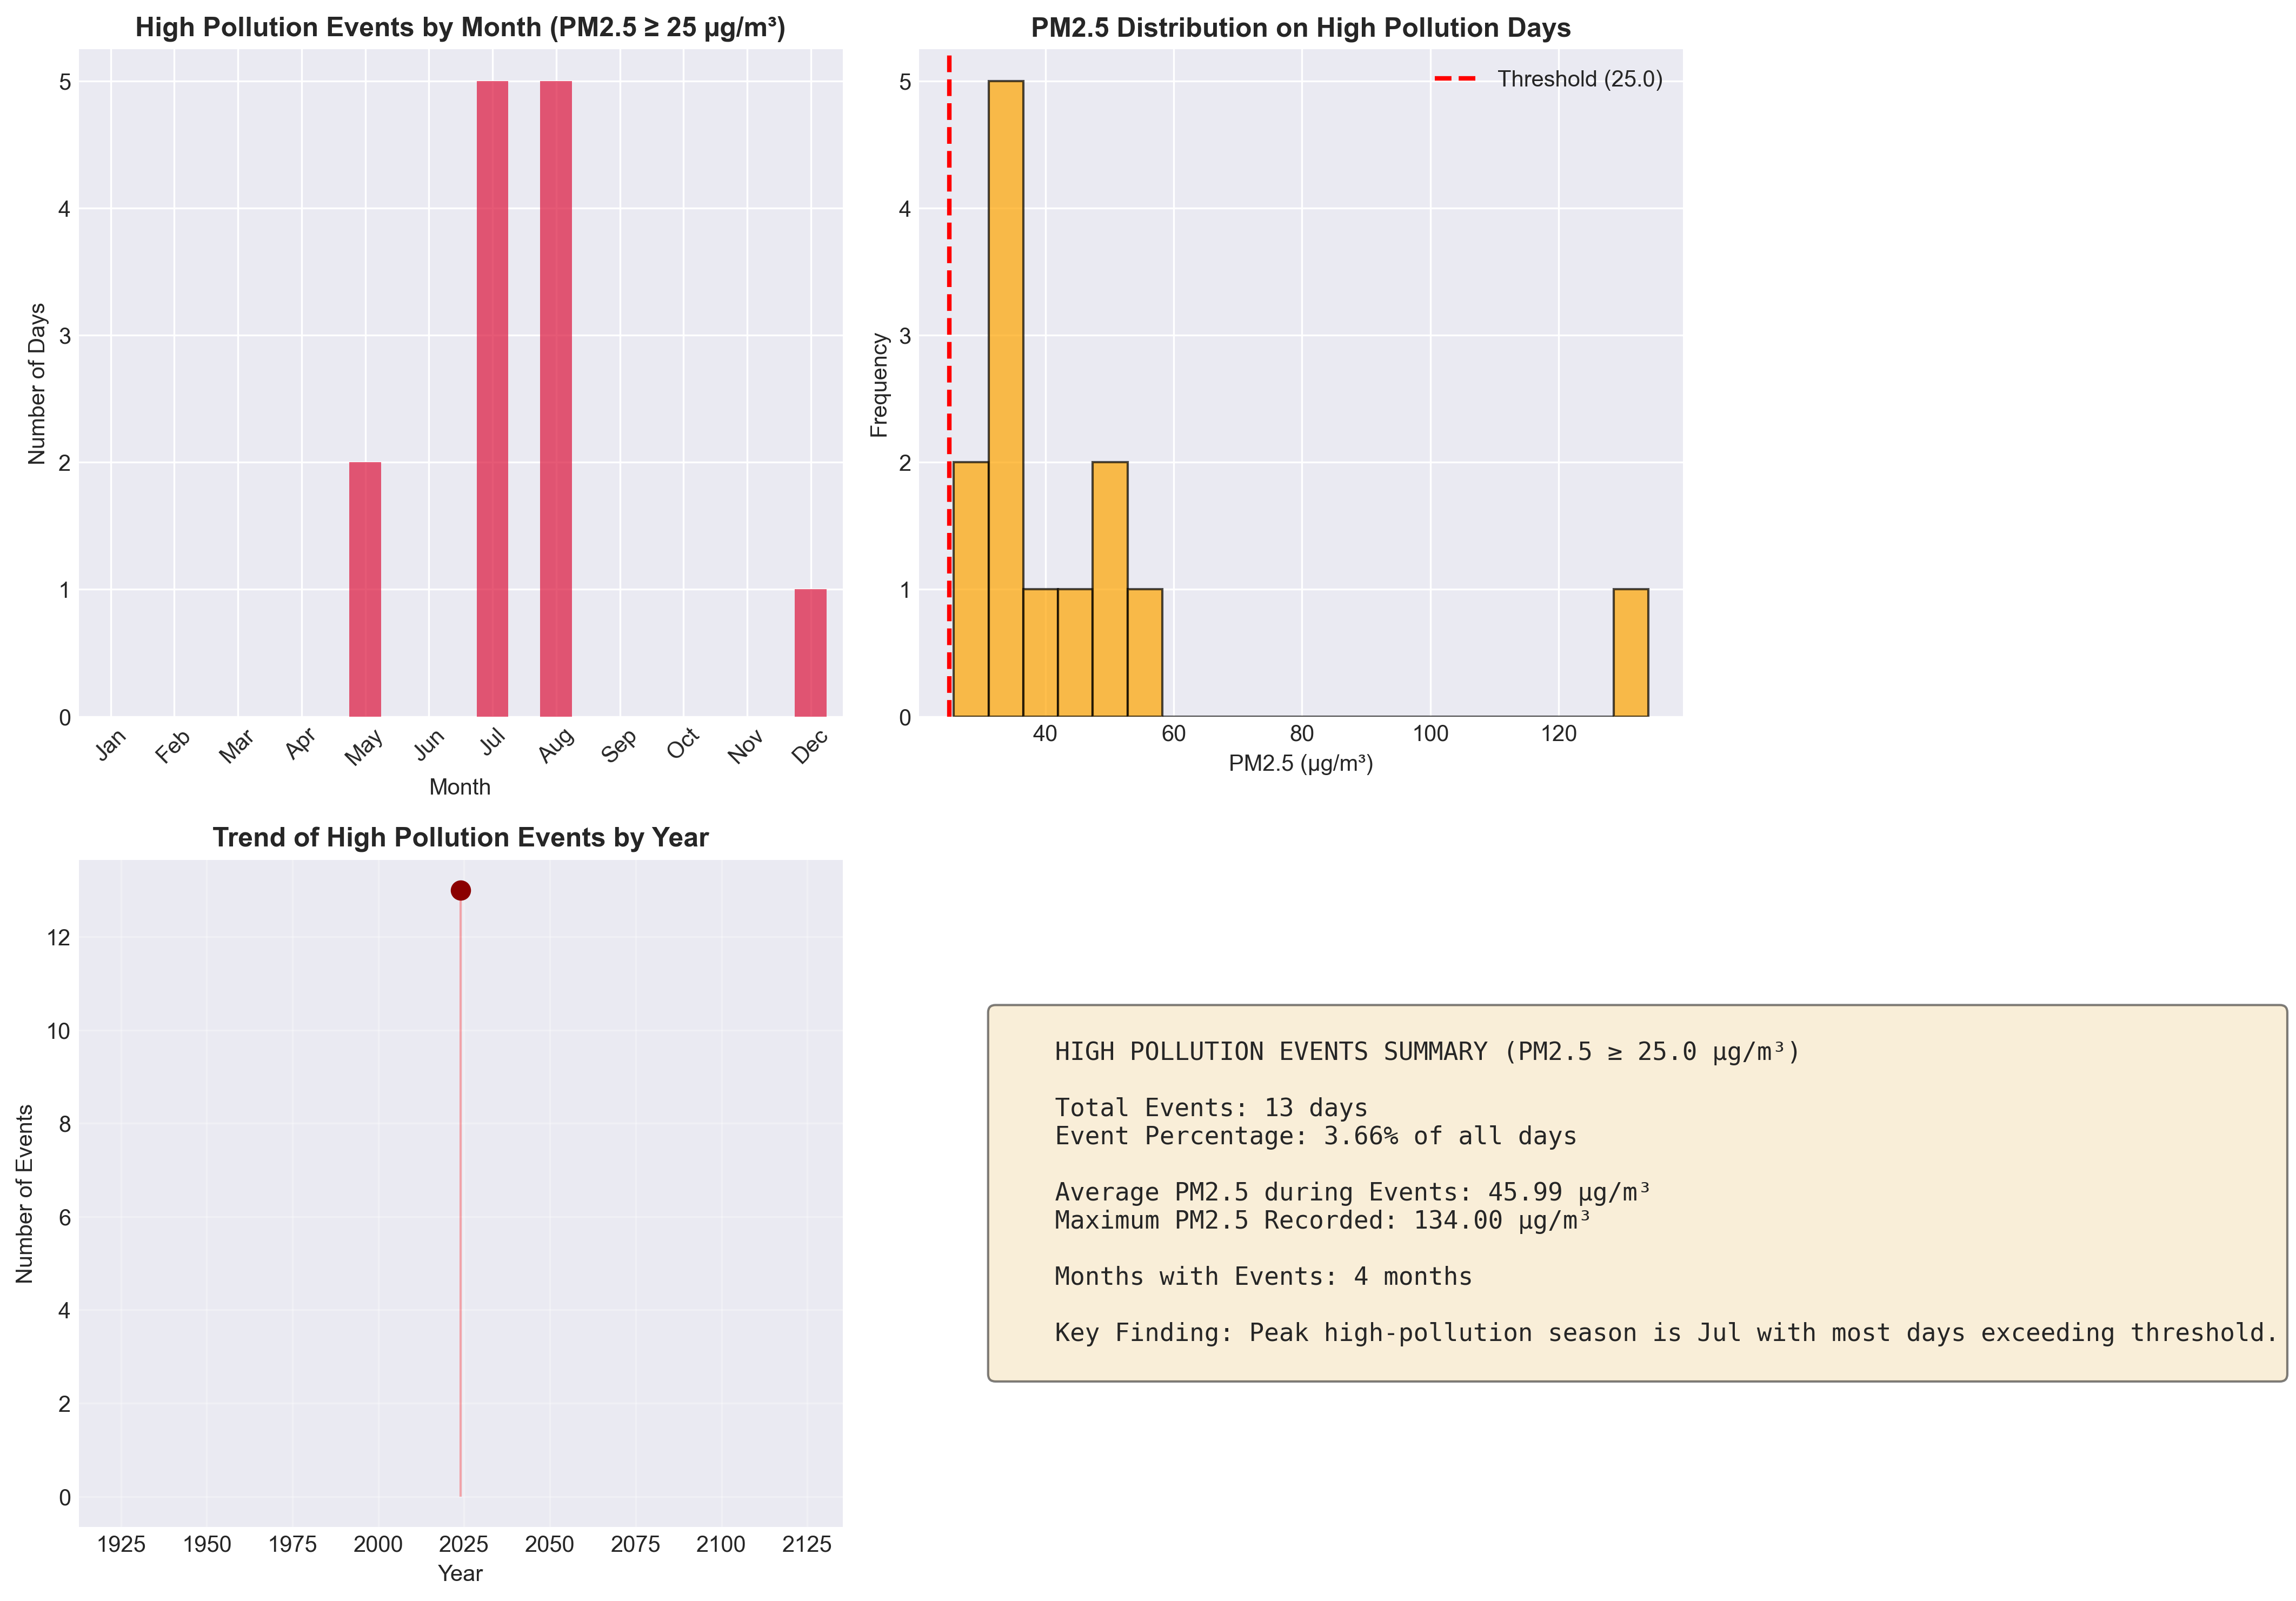 High Pollution Events by Month (PM2.5 ≥ 25 μg/m³)
5
4
3
2
1
0
Number of Days
Jan
Feb
Mar
Apr
May
Jun
Jul
Aug
Sep
Oct
Nov
Dec
Month
PM2.5 Distribution on High Pollution Days
Threshold (25.0)
5
4
3
2
1
0
Frequency
40
60
80
100
120
PM2.5 (μg/m³)
Trend of High Pollution Events by Year
12
10
8
6
4
2
0
Number of Events
1925
1950
1975
2000
2025
2050
2075
2100
2125
Year
HIGH POLLUTION EVENTS SUMMARY (PM2.5 ≥ 25.0 μg/m³)
Total Events: 13 days
Event Percentage: 3.66% of all days
Average PM2.5 during Events: 45.99 μg/m³
Maximum PM2.5 Recorded: 134.00 μg/m³
Months with Events: 4 months
Key Finding: Peak high-pollution season is Jul with most days exceeding threshold.